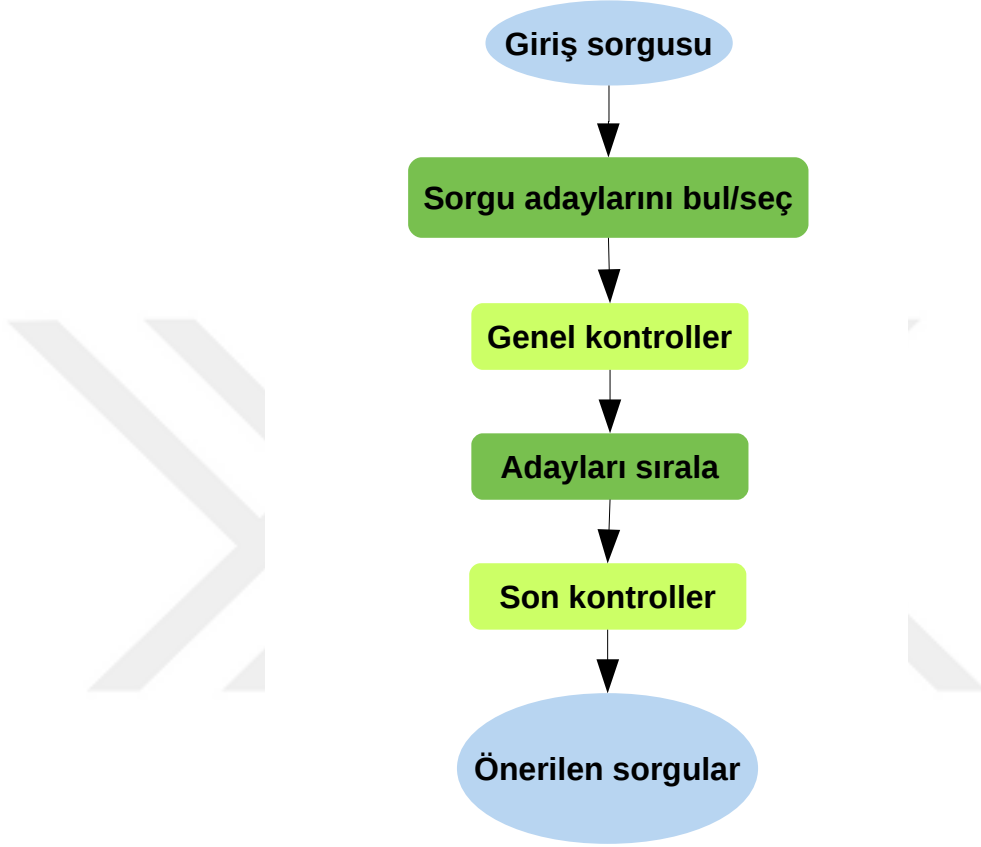 Giriş sorgusu
Sorgu adaylarını bul/seç
Genel kontroller
Adayları sırala
Son kontroller
Önerilen sorgular